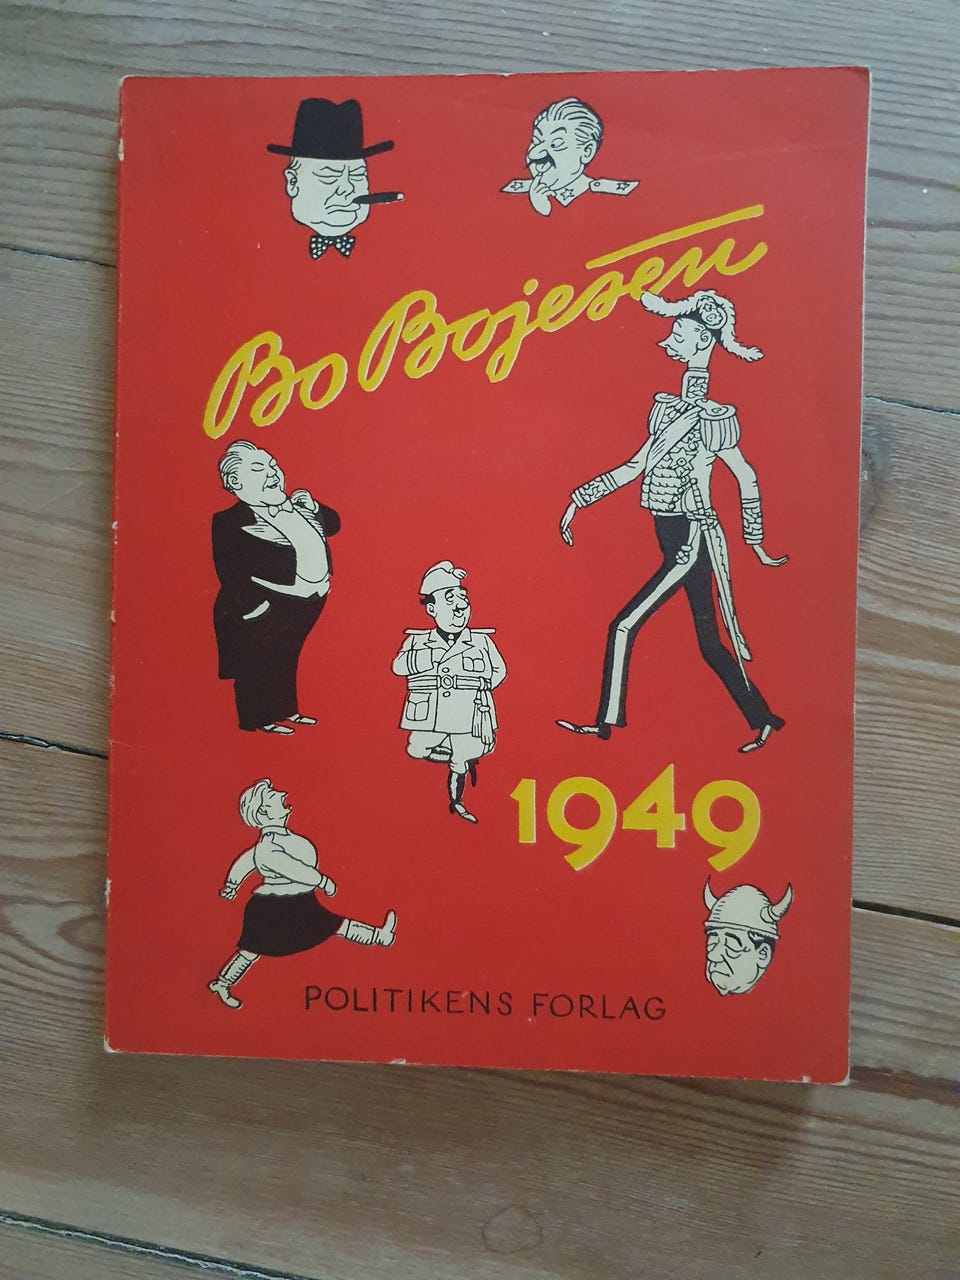 Bo Bojesen
1949
POLITIKENS FORLAG